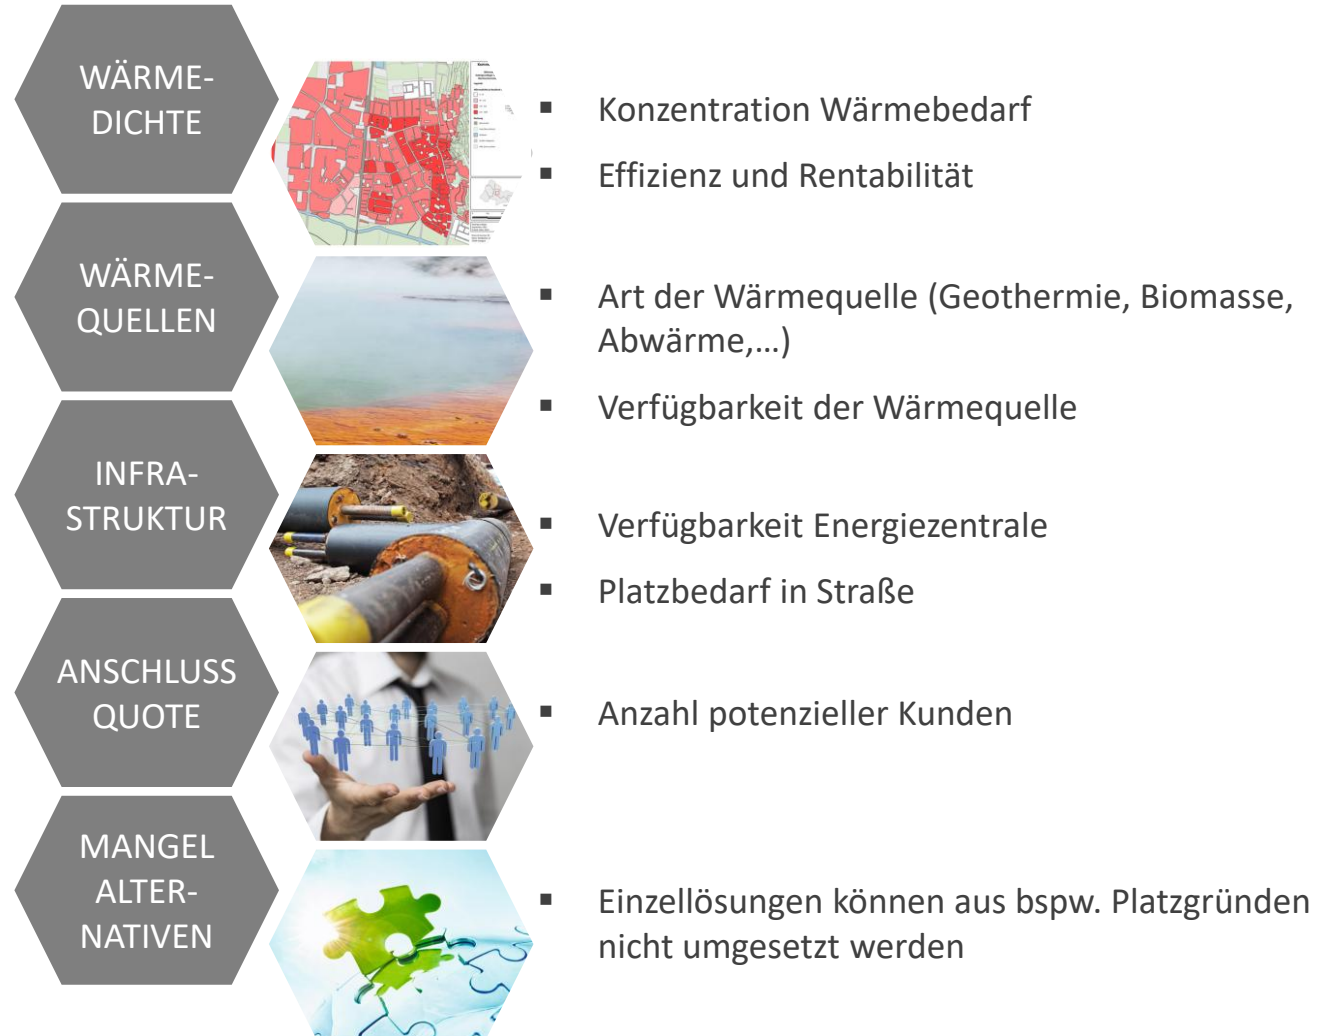 WÄRME-
DICHTE
▪ Konzentration Wärmebedarf
▪ Effizienz und Rentabilität
WÄRME-
QUELLEN
▪ Art der Wärmequelle (Geothermie, Biomasse,
Abwärme,...)
▪ Verfügbarkeit der Wärmequelle
INFRA-
STRUKTUR
▪ Verfügbarkeit Energiezentrale
▪ Platzbedarf in Straße
ANSCHLUSS
QUOTE
▪ Anzahl potenzieller Kunden
MANGEL
ALTER-
NATIVEN
▪ Einzellösungen können aus bspw. Platzgründen
nicht umgesetzt werden